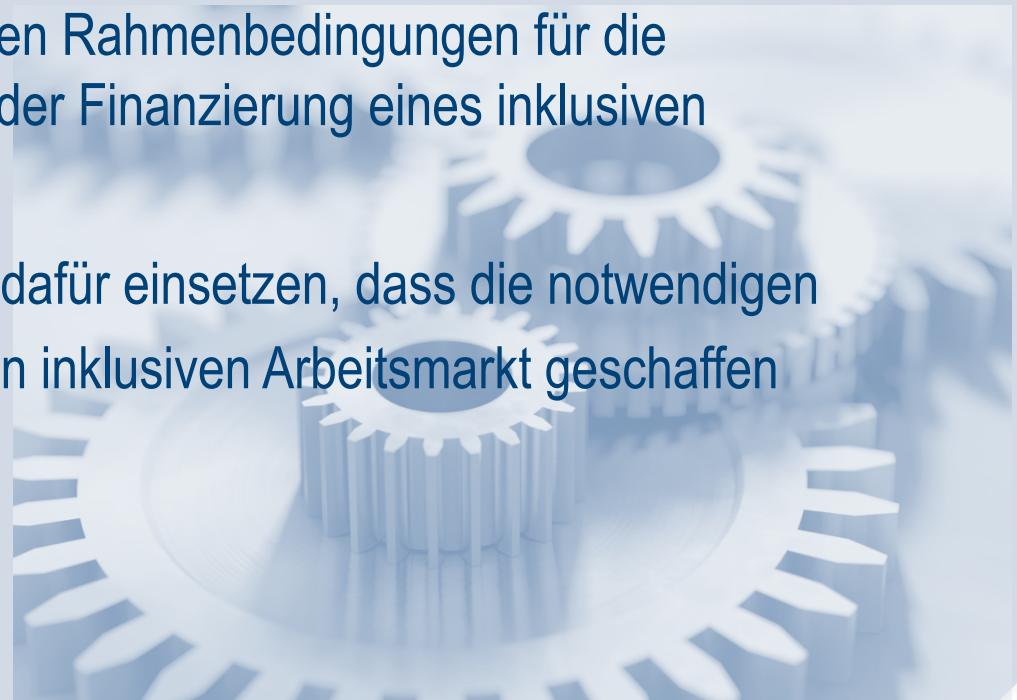 en Rahmenbedingungen für die
der Finanzierung eines inklusiven
dafür einsetzen, dass die notwendigen
n inklusiven Arbeitsmarkt geschaffen